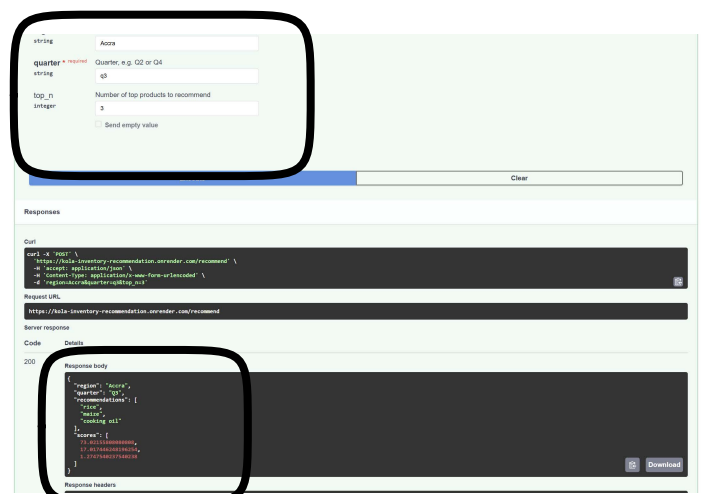 string
Accra
quarter * required
Quarter, e.g. Q2 or Q4
string
q3
top_n
Number of top products to recommend
integer
3
Send empty value
Clear
Responses
Curl
curl -X 'POST' \
'https://kola-inventory-recommendation.onrender.com/recommend' \
-H 'accept: application/json' \
-H 'Content-Type: application/x-www-form-urlencoded' \
-d 'region=Accra&quarter=q3&top_n=3'
Request URL
https://kola-inventory-recommendation.onrender.com/recommend
Server response
Code
Details
200
Response body
{
"region": "Accra",
"quarter": "Q3",
"recommendations": [
"rice",
"maize",
"cooking oil"
],
"scores": [
]
}
Download
Response headers